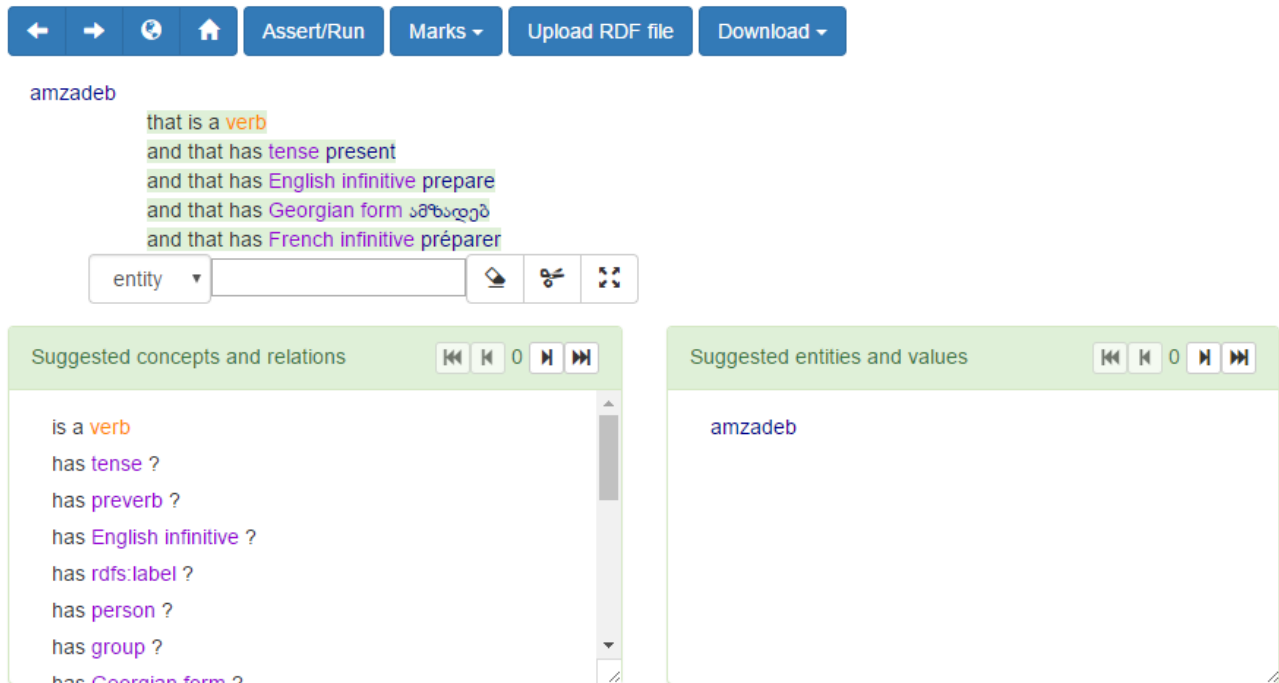 Assert/Run Marks Upload RDF file Download
amzadeb
that is a verb
and that has tense present
and that has English infinitive prepare
and that has Georgian form ამზადებ
and that has French infinitive préparer
entity
Suggested concepts and relations 0
is a verb
has tense ?
has preverb ?
has English infinitive ?
has rdfs:label ?
has person ?
has group ?
has Georgian form ?
Suggested entities and values 0
amzadeb